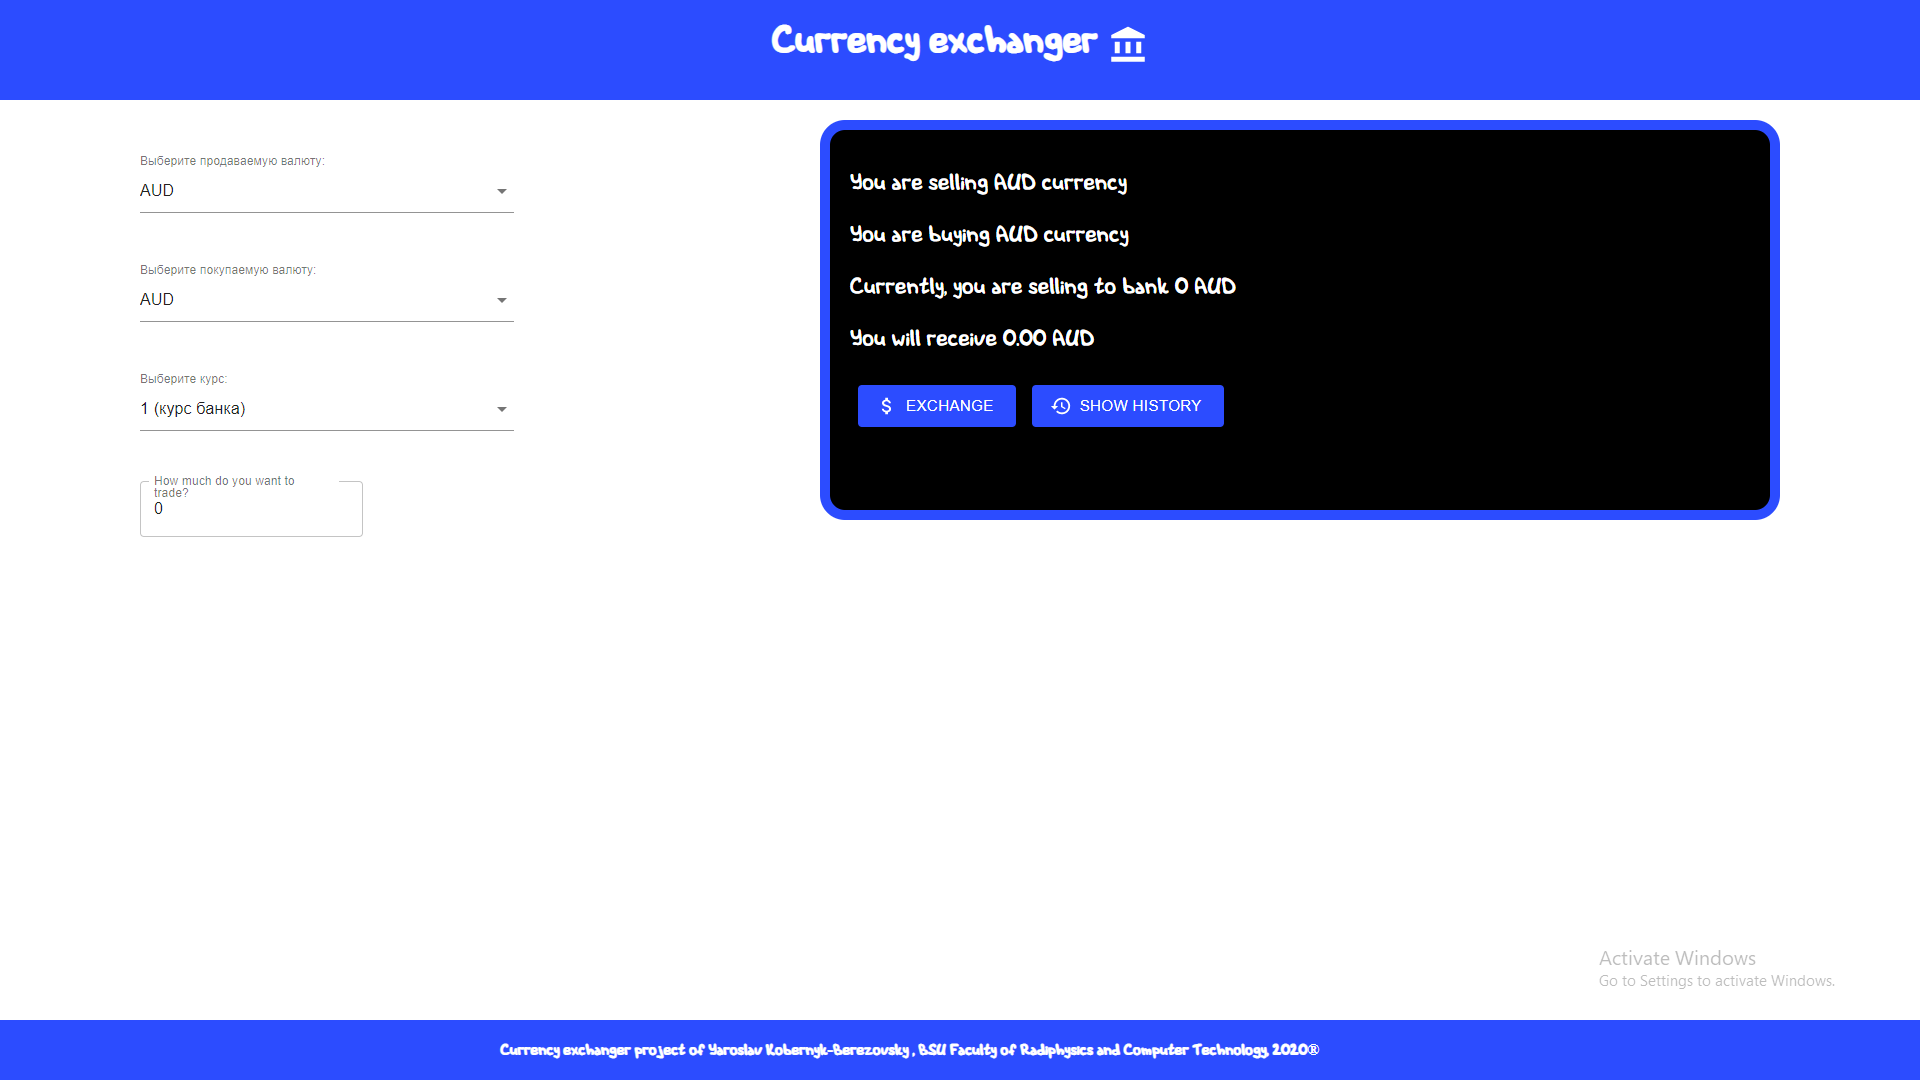 Currency exchanger
Выберите продаваемую валюту:
AUD
Выберите покупаемую валюту:
AUD
Выберите курс:
1 (курс банка)
How much do you want to
trade?
0
You are selling AUD currency
You are buying AUD currency
Currently, you are selling to bank 0 AUD
You will receive 0.00 AUD
EXCHANGE
SHOW HISTORY
Activate Windows
Go to Settings to activate Windows.
Currency exchanger project of Yaroslav Kobernyk-Berezovsky , BSU Faculty of Radiphysics and Computer Technology, 2020®